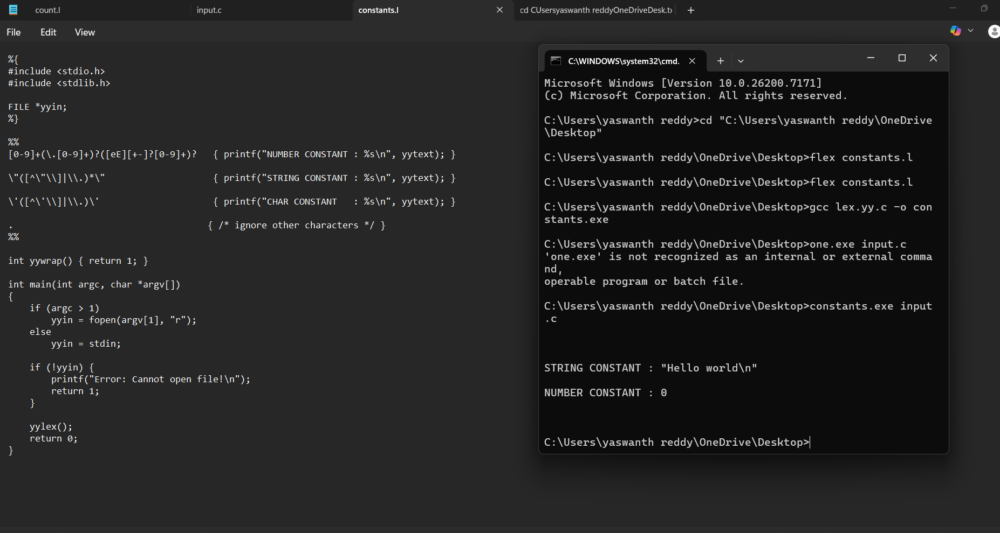 count.l
input.c
constants.l
cd CUsersyaswanth reddyOneDriveDesk.t
File Edit View
%{
#include <stdio.h>
#include <stdlib.h>
FILE *yyin;
%}
%%
[0-9]+(\.[0-9]+)?([eE][+-]?[0-9]+)?   { printf("NUMBER CONSTANT : %s\n", yytext); }
\"([^\"\\]|\\.)*\"                    { printf("STRING CONSTANT : %s\n", yytext); }
\'([^\'\\]|\\.)\'                     { printf("CHAR CONSTANT   : %s\n", yytext); }
.                                    { /* ignore other characters */ }
%%
int yywrap() { return 1; }
int main(int argc, char *argv[])
{
    if (argc > 1)
        yyin = fopen(argv[1], "r");
    else
        yyin = stdin;
    if (!yyin) {
        printf("Error: Cannot open file!\n");
        return 1;
    }
    yylex();
    return 0;
}
C:\WINDOWS\system32\cmd.
Microsoft Windows [Version 10.0.26200.7171]
(c) Microsoft Corporation. All rights reserved.
C:\Users\yaswanth reddy>cd "C:\Users\yaswanth reddy\OneDrive
\Desktop"
C:\Users\yaswanth reddy\OneDrive\Desktop>flex constants.l
C:\Users\yaswanth reddy\OneDrive\Desktop>flex constants.l
C:\Users\yaswanth reddy\OneDrive\Desktop>gcc lex.yy.c -o con
stants.exe
C:\Users\yaswanth reddy\OneDrive\Desktop>one.exe input.c
'one.exe' is not recognized as an internal or external comma
nd,
operable program or batch file.
C:\Users\yaswanth reddy\OneDrive\Desktop>constants.exe input
.c
STRING CONSTANT : "Hello world\n"
NUMBER CONSTANT : 0
C:\Users\yaswanth reddy\OneDrive\Desktop>